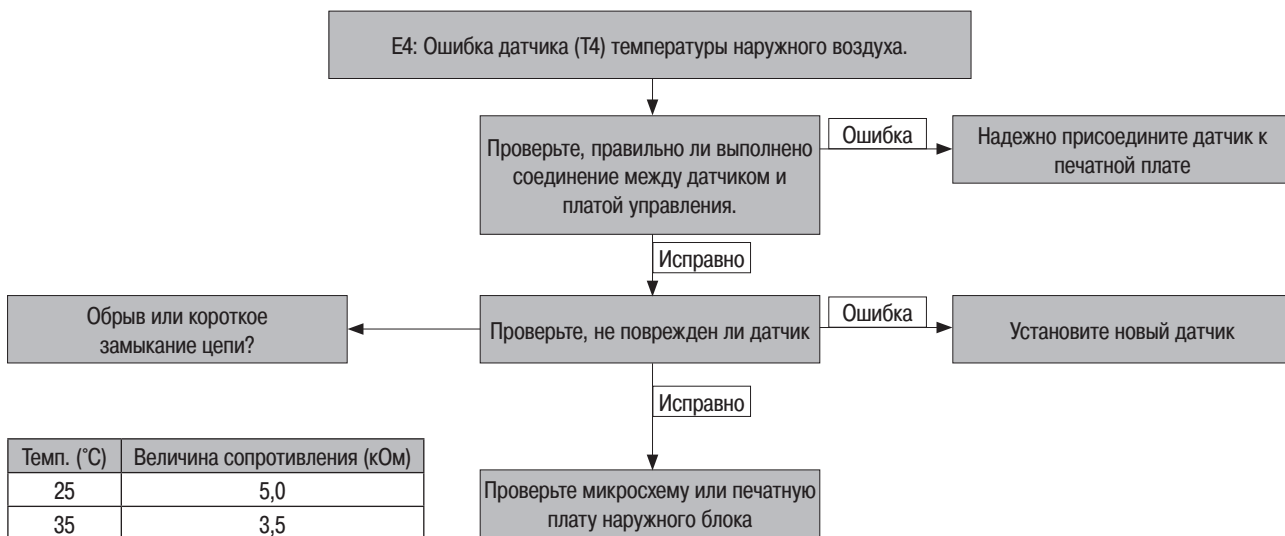 E4: Ошибка датчика (T4) температуры наружного воздуха.
Проверьте, правильно ли выполнено
соединение между датчиком и
платой управления.
Ошибка
Надежно присоедините датчик к
печатной плате
Исправно
Обрыв или короткое
замыкание цепи?
Проверьте, не поврежден ли датчик
Ошибка
Установите новый датчик
Исправно
Темп. (˚C) Величина сопротивления (кОм)
25 5,0
35 3,5
Проверьте микросхему или печатную
плату наружного блока